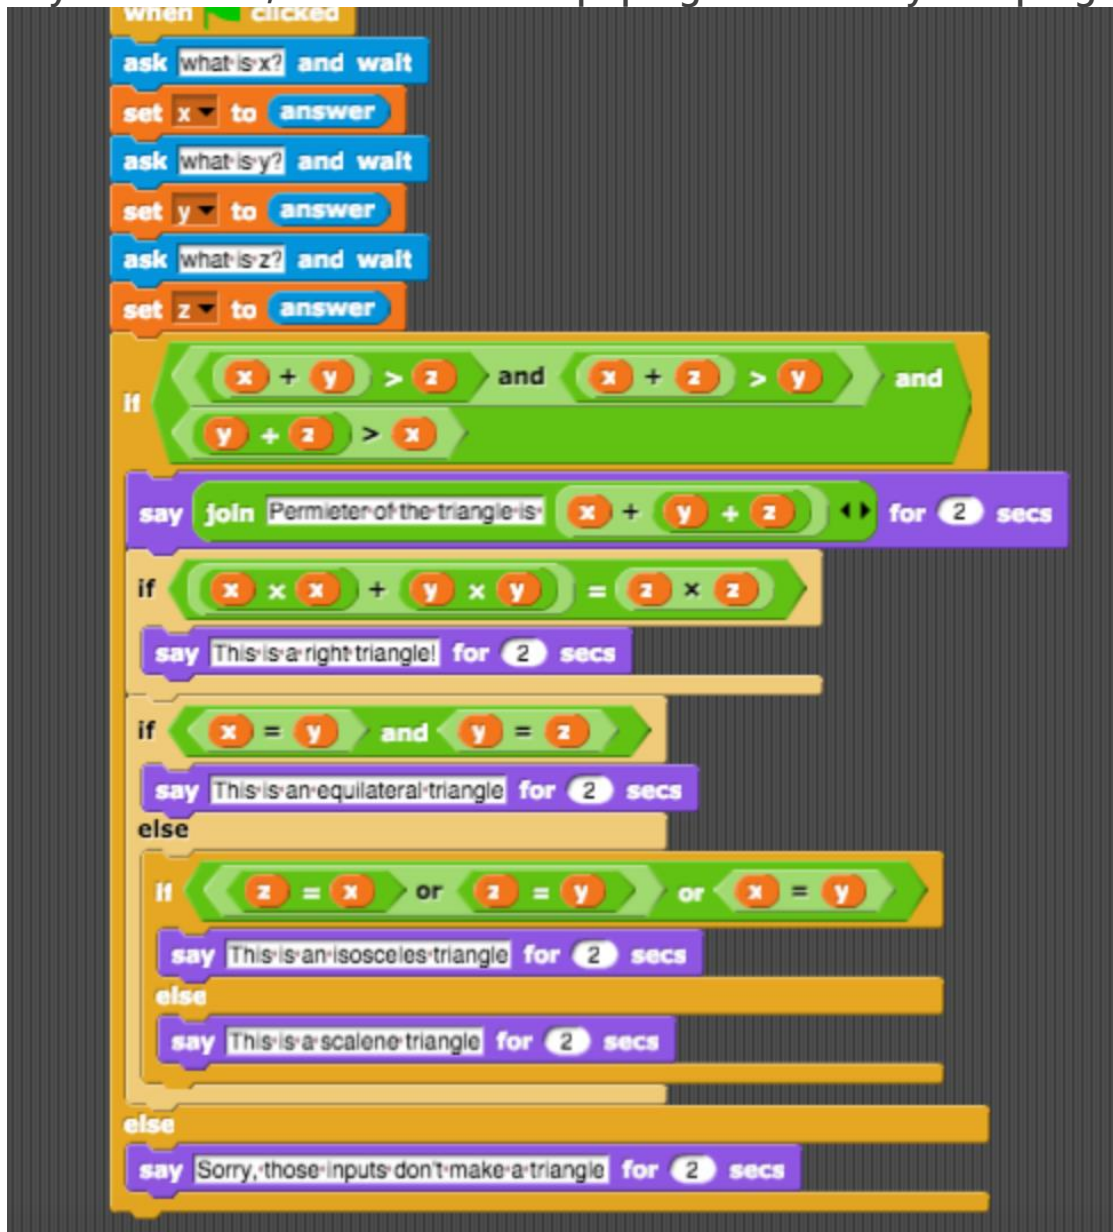 when clicked
ask what is x? and wait
set x to answer
ask what is y? and wait
set y to answer
ask what is z? and wait
set z to answer
if x + y > z and x + z > y and
y + z > x
say join Permieter of the triangle is x + y + z for 2 secs
if x × x + y × y = z × z
say This is a right triangle! for 2 secs
if x = y and y = z
say This is an equilateral triangle for 2 secs
else
if z = x or z = y or x = y
say This is an isosceles triangle for 2 secs
else
say This is a scalene triangle for 2 secs
else
say Sorry, those inputs don't make a triangle for 2 secs